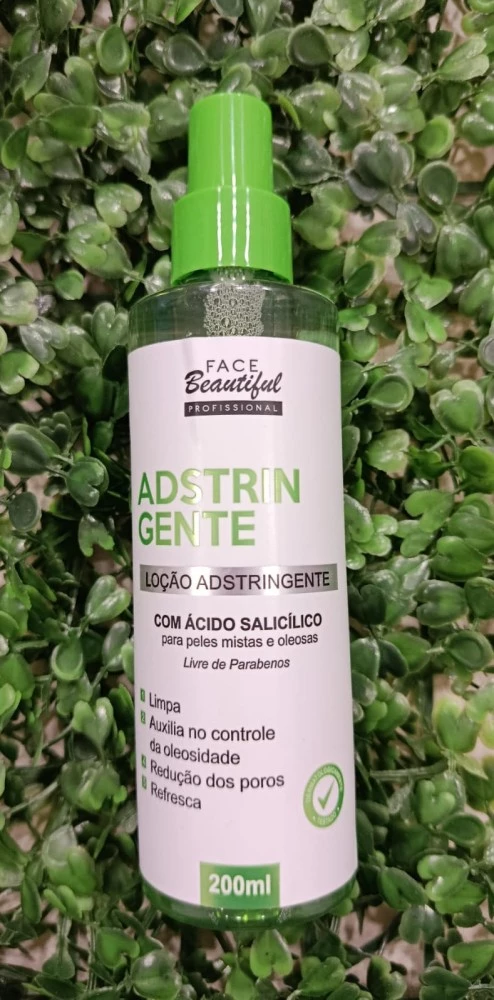 FACE
Beautiful
PROFISSIONAL
ADSTRIN
GENTE
LOÇÃO ADSTRINGENTE
COM ÁCIDO SALICÍLICO
para peles mistas e oleosas
Livre de Parabenos
Limpa
Auxilia no controle
da oleosidade
Redução dos poros
Refresca
200ml